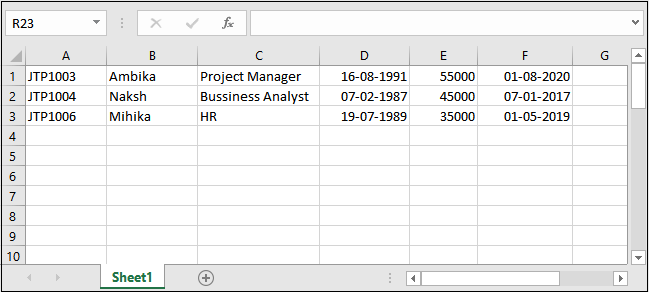 R23 fx
A B C D E F G
1 JTP1003 Ambika Project Manager 16-08-1991 55000 01-08-2020
2 JTP1004 Naksh Bussiness Analyst 07-02-1987 45000 07-01-2017
3 JTP1006 Mihika HR 19-07-1989 35000 01-05-2019
4
5
6
7
8
9
10
Sheet1